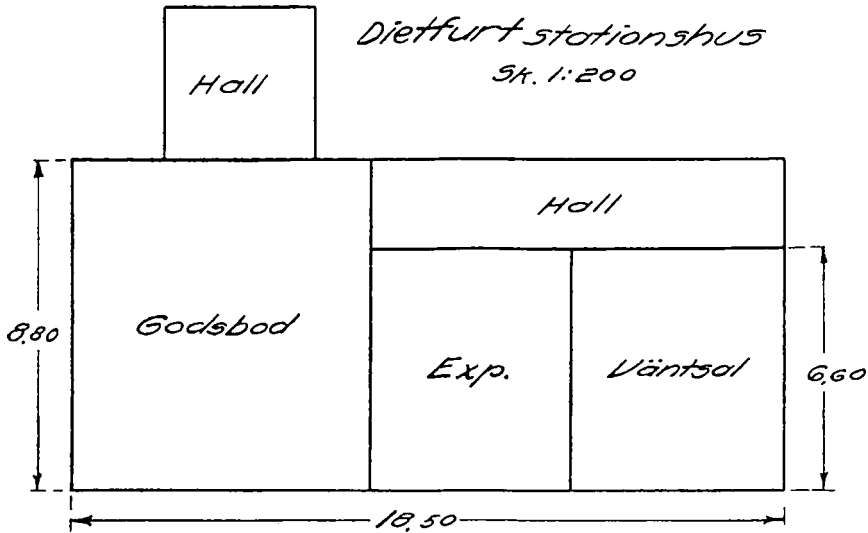 Dietfurt stationshus
Sk. 1:200
Hall
Hall
8,80
Godsbod
Exp.
Väntsal
6,60
18,50